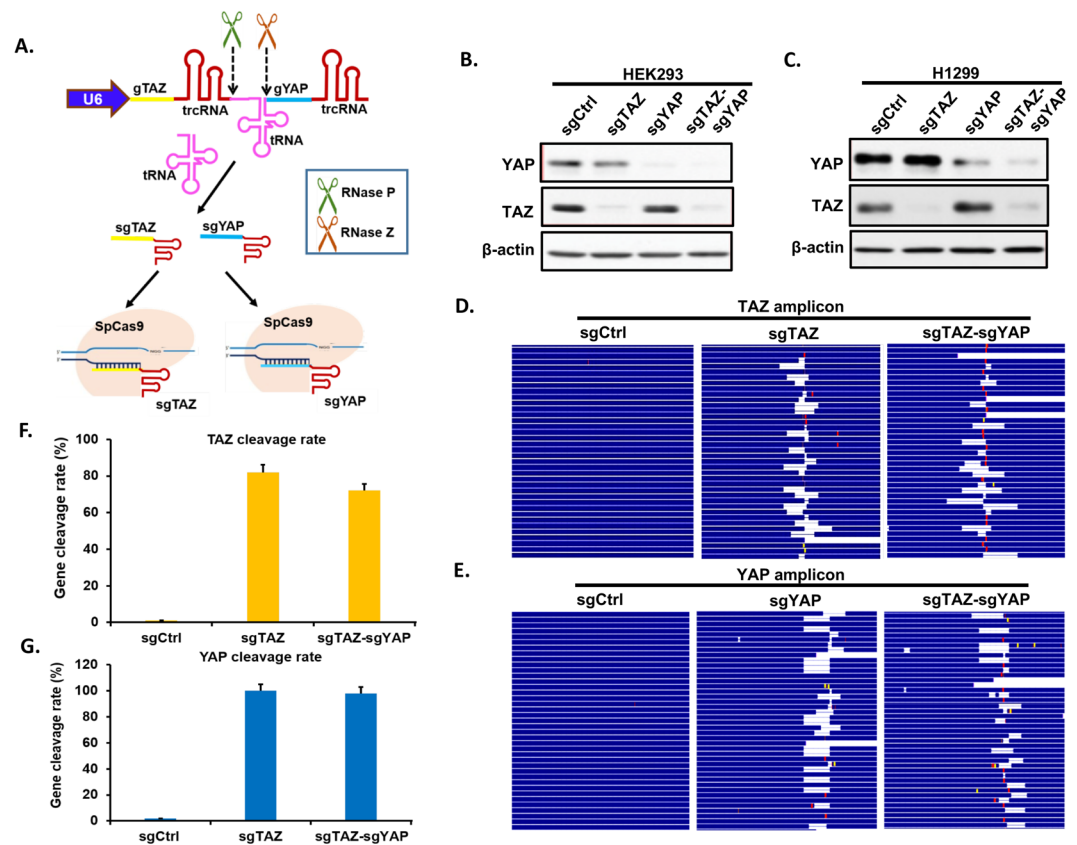 A.
U6
gTAZ
trcRNA
gYAP
trcRNA
tRNA
tRNA
RNase P
RNase Z
sgTAZ
sgYAP
SpCas9
SpCas9
sgTAZ
sgYAP
B.
HEK293
sgCtrl
sgTAZ
sgYAP
sgTAZ-
sgYAP
YAP
TAZ
β-actin
C.
H1299
sgCtrl
sgTAZ
sgYAP
sgTAZ-
sgYAP
YAP
TAZ
β-actin
D.
TAZ amplicon
sgCtrl
sgTAZ
sgTAZ-sgYAP
E.
YAP amplicon
sgCtrl
sgYAP
sgTAZ-sgYAP
F.
TAZ cleavage rate
Gene cleavage rate (%)
100
80
60
40
20
0
sgCtrl
sgTAZ
sgTAZ-sgYAP
G.
YAP cleavage rate
Gene cleavage rate (%)
120
100
80
60
40
20
0
sgCtrl
sgTAZ
sgTAZ-sgYAP